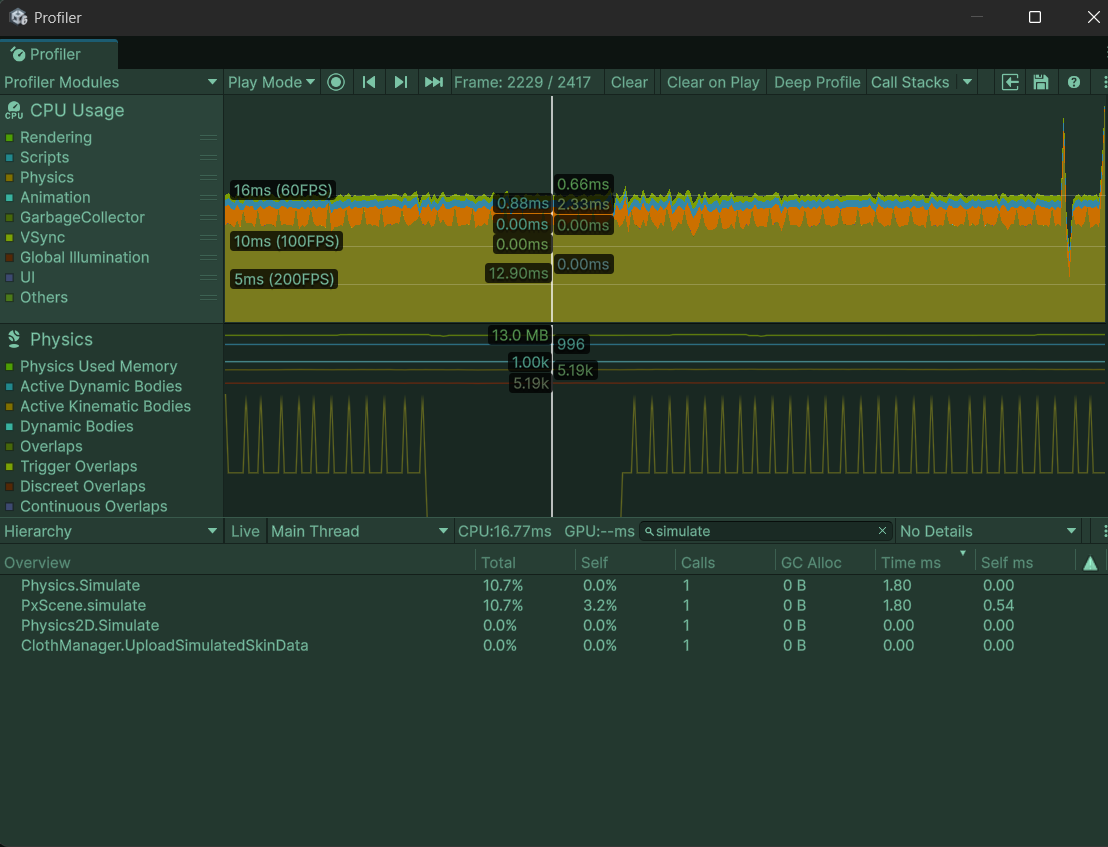 Profiler
Profiler
Profiler Modules
Play Mode
Frame: 2229 / 2417
Clear
Clear on Play
Deep Profile
Call Stacks
CPU Usage
CPU
Rendering
Scripts
Physics
Animation
GarbageCollector
VSync
Global Illumination
UI
Others
16ms (60FPS)
10ms (100FPS)
5ms (200FPS)
0.66ms
0.88ms
2.33ms
0.00ms
0.00ms
0.00ms
0.00ms
12.90ms
Physics
Physics Used Memory
Active Dynamic Bodies
Active Kinematic Bodies
Dynamic Bodies
Overlaps
Trigger Overlaps
Discreet Overlaps
Continuous Overlaps
13.0 MB
996
1.00k
5.19k
5.19k
Hierarchy
Live
Main Thread
CPU:16.77ms
GPU:--ms
simulate
No Details
Overview Total Self Calls GC Alloc Time ms Self ms
Physics.Simulate 10.7% 0.0% 1 0 B 1.80 0.00
PxScene.simulate 10.7% 3.2% 1 0 B 1.80 0.54
Physics2D.Simulate 0.0% 0.0% 1 0 B 0.00 0.00
ClothManager.UploadSimulatedSkinData 0.0% 0.0% 1 0 B 0.00 0.00